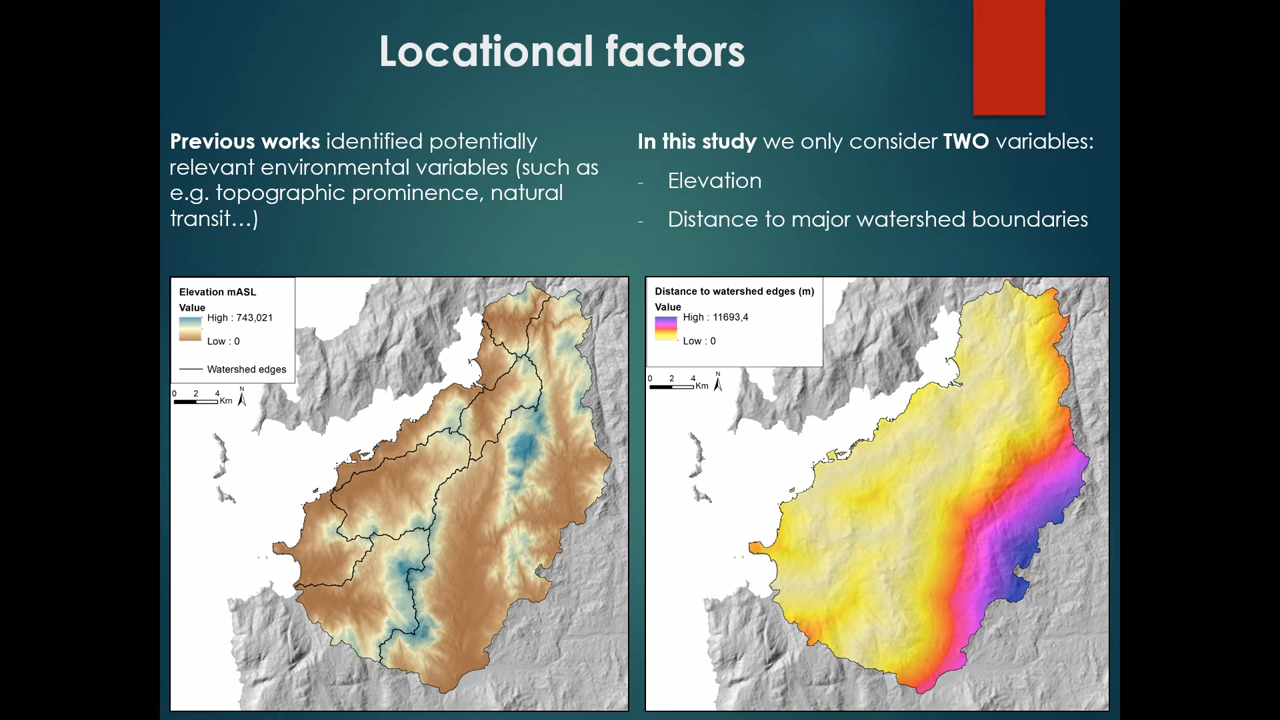 Locational factors
Previous works identified potentially
relevant environmental variables (such as
e.g. topographic prominence, natural
transit…)
In this study we only consider TWO variables:
- Elevation
- Distance to major watershed boundaries
Elevation mASL
Value
High : 743,021
Low : 0
Watershed edges
0 2 4
Km
N
Distance to watershed edges (m)
Value
High : 11693,4
Low : 0
0 2 4
Km
N